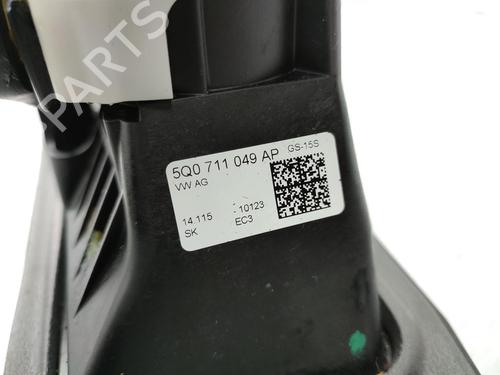 5Q0 711 049 AP GS-15S
VW AG
14.115 - 10123
SK EC3
B-PARTS